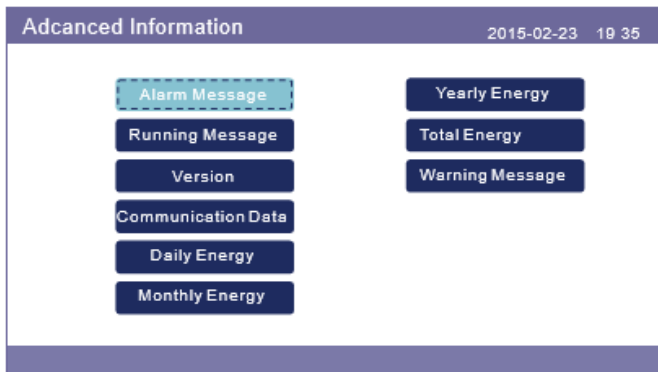 Adcanced Information
2015-02-23 19 35
Alarm Message
Running Message
Version
Communication Data
Daily Energy
Monthly Energy
Yearly Energy
Total Energy
Warning Message